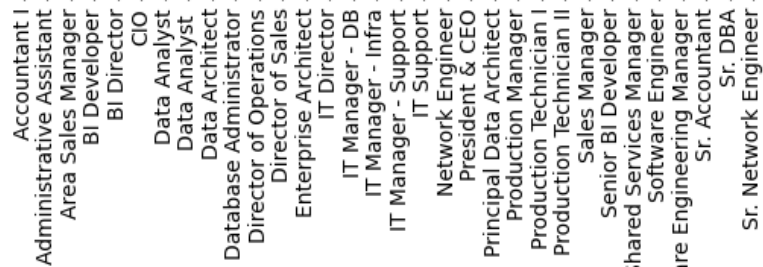 Accountant I
Administrative Assistant
Area Sales Manager
BI Developer
BI Director
CIO
Data Analyst
Data Analyst
Data Architect
Database Administrator
Director of Operations
Director of Sales
Enterprise Architect
IT Director
IT Manager - DB
IT Manager - Infra
IT Manager - Support
IT Support
Network Engineer
President & CEO
Principal Data Architect
Production Manager
Production Technician I
Production Technician II
Sales Manager
Senior BI Developer
Shared Services Manager
Software Engineer
are Engineering Manager
Sr. Accountant
Sr. DBA
Sr. Network Engineer